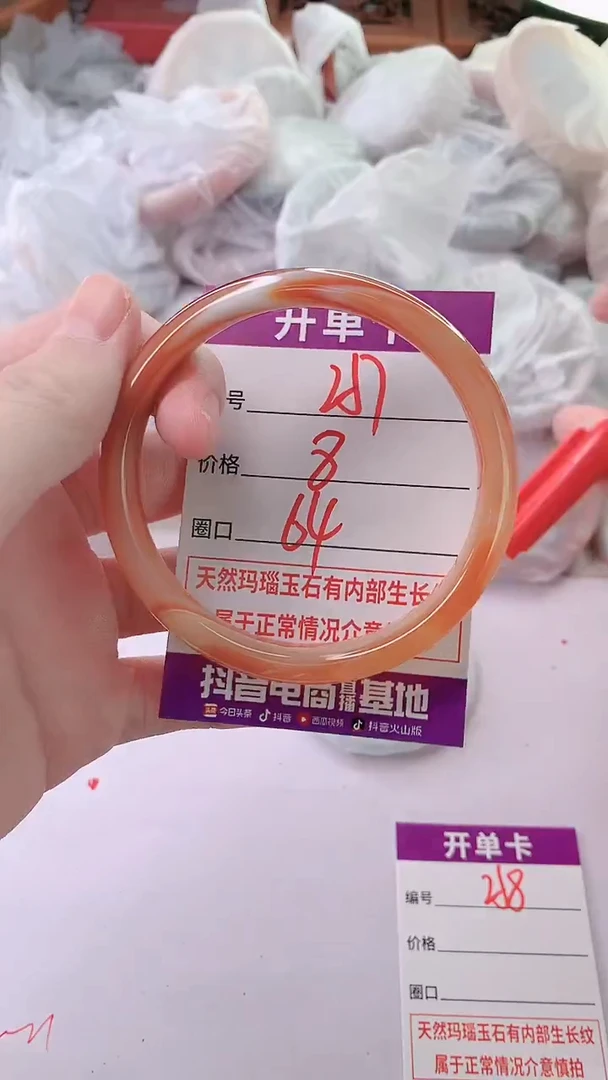 开单卡
号 217
价格 8
圈口 64
天然玛瑙玉石有内部生长纹
属于正常情况介意
抖音电商直播基地
今日头条 抖音 西瓜视频 抖音火山版
开单卡
编号 218
价格
圈口
天然玛瑙玉石有内部生长纹
属于正常情况介意慎拍